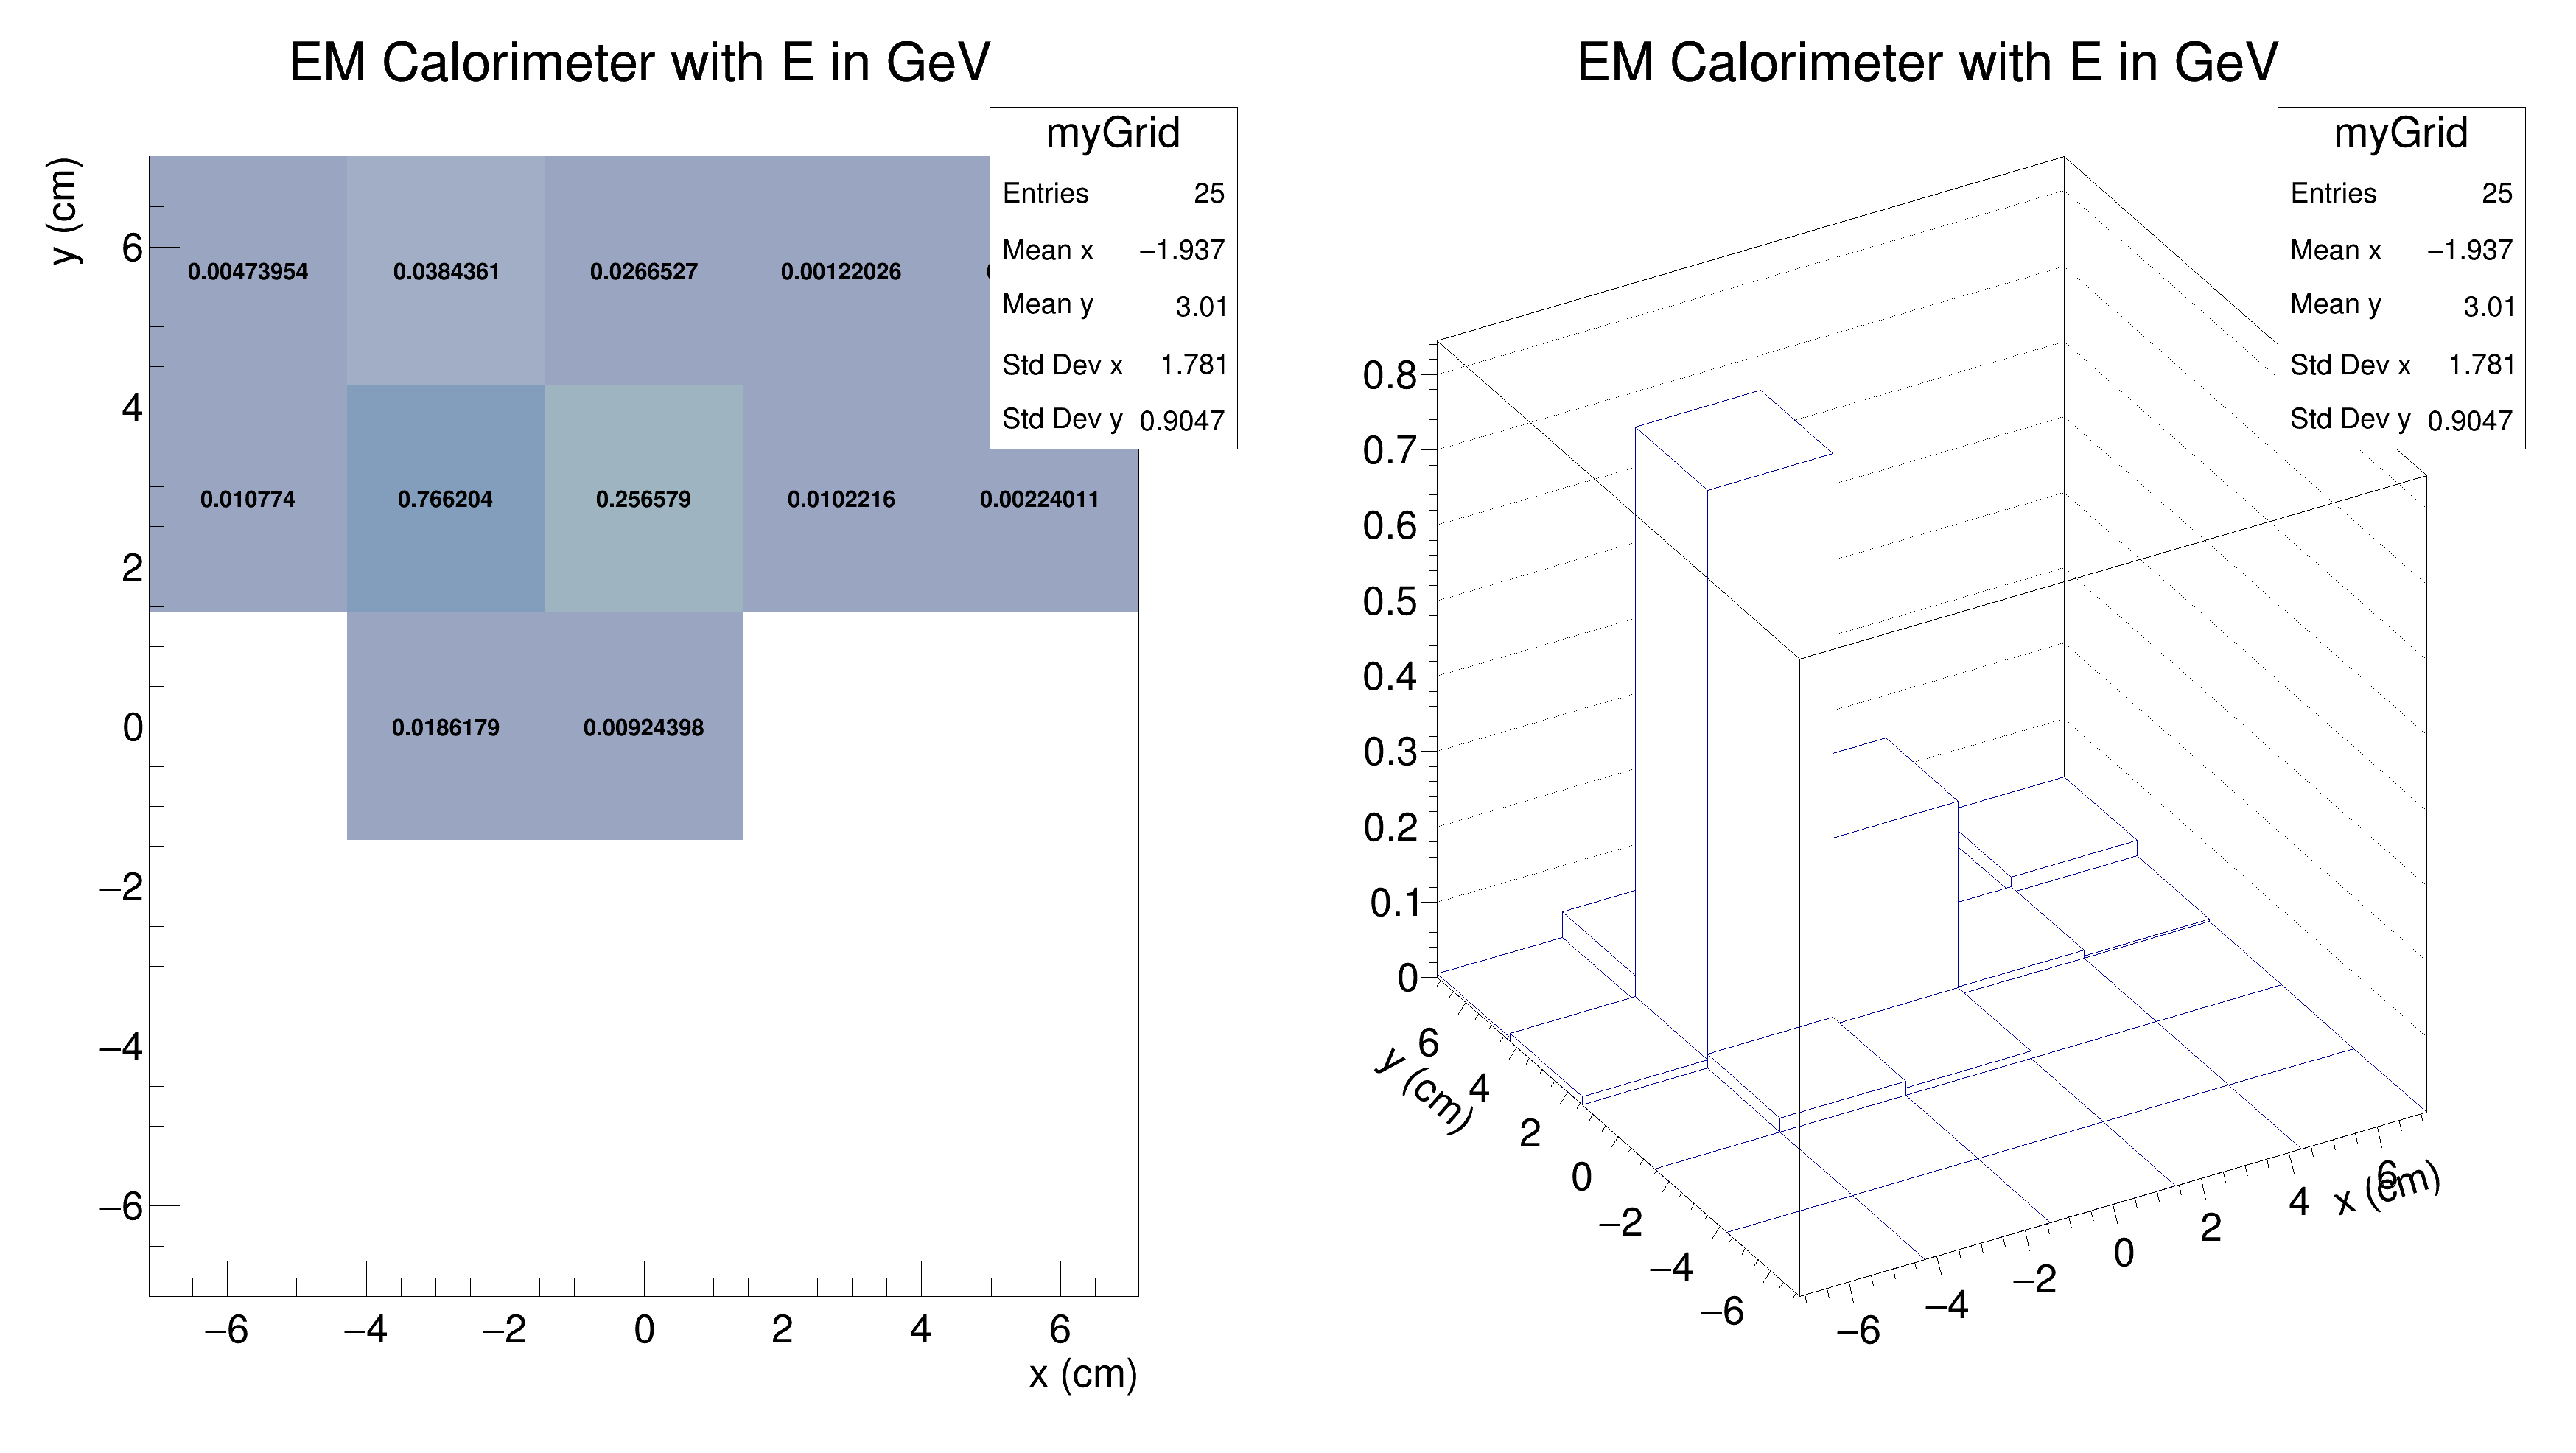 EM Calorimeter with E in GeV
myGrid
Entries 25
Mean x −1.937
Mean y 3.01
Std Dev x 1.781
Std Dev y 0.9047
y (cm)
6
4
2
0
−2
−4
−6
0.00473954 0.0384361 0.0266527 0.00122026
0.010774 0.766204 0.256579 0.0102216 0.00224011
0.0186179 0.00924398
−6 −4 −2 0 2 4 6
x (cm)
EM Calorimeter with E in GeV
myGrid
Entries 25
Mean x −1.937
Mean y 3.01
Std Dev x 1.781
Std Dev y 0.9047
0.8
0.7
0.6
0.5
0.4
0.3
0.2
0.1
0
6
4
2
0
−2
−4
−6
y (cm)
−6
−4
−2
0
2
4
6
x (cm)